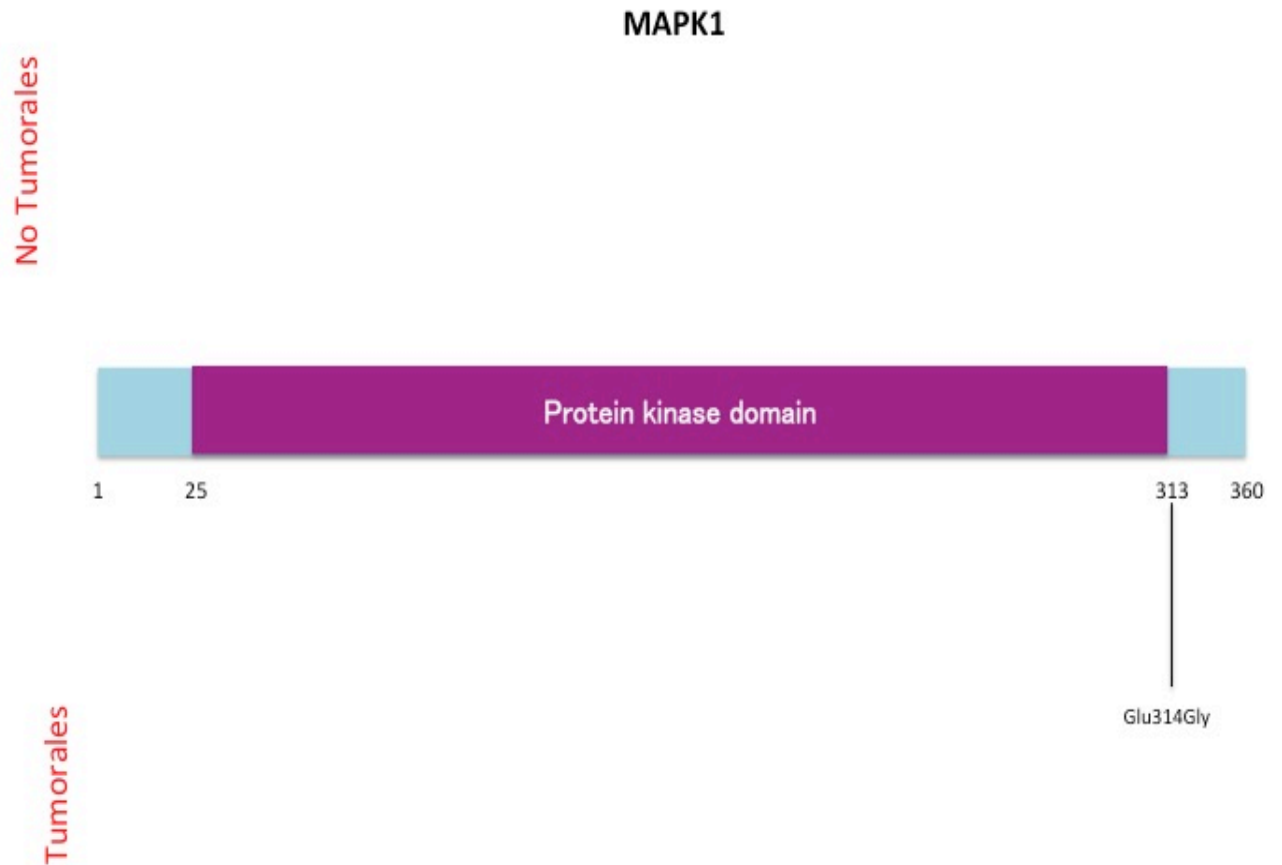 MAPK1
No Tumorales
Protein kinase domain
1 25 313 360
Glu314Gly
Tumorales